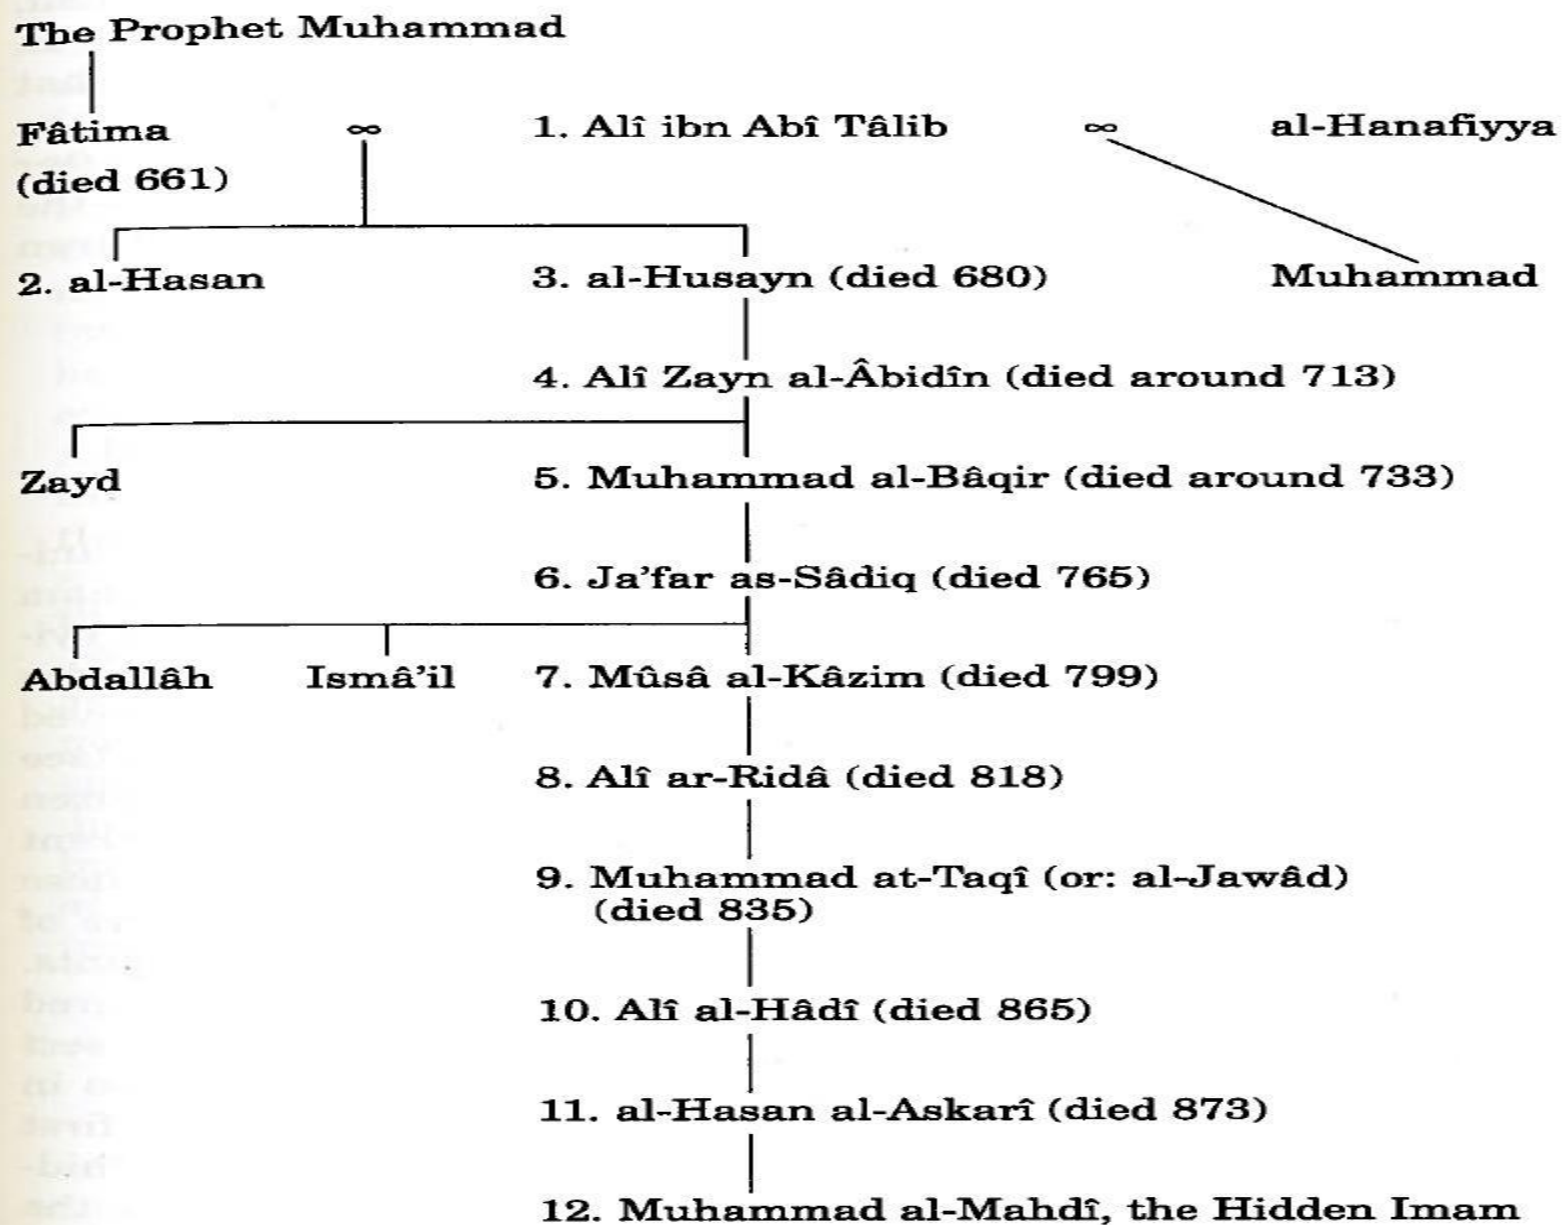 The Prophet Muhammad
Fâtima ∞ 1. Alî ibn Abî Tâlib ∞ al-Hanafiyya
(died 661)
2. al-Hasan 3. al-Husayn (died 680) Muhammad
4. Alî Zayn al-Âbidîn (died around 713)
Zayd 5. Muhammad al-Bâqir (died around 733)
6. Ja’far as-Sâdiq (died 765)
Abdallâh Ismâ’il 7. Mûsâ al-Kâzim (died 799)
8. Alî ar-Ridâ (died 818)
9. Muhammad at-Taqî (or: al-Jawâd)
(died 835)
10. Alî al-Hâdî (died 865)
11. al-Hasan al-Askarî (died 873)
12. Muhammad al-Mahdî, the Hidden Imam